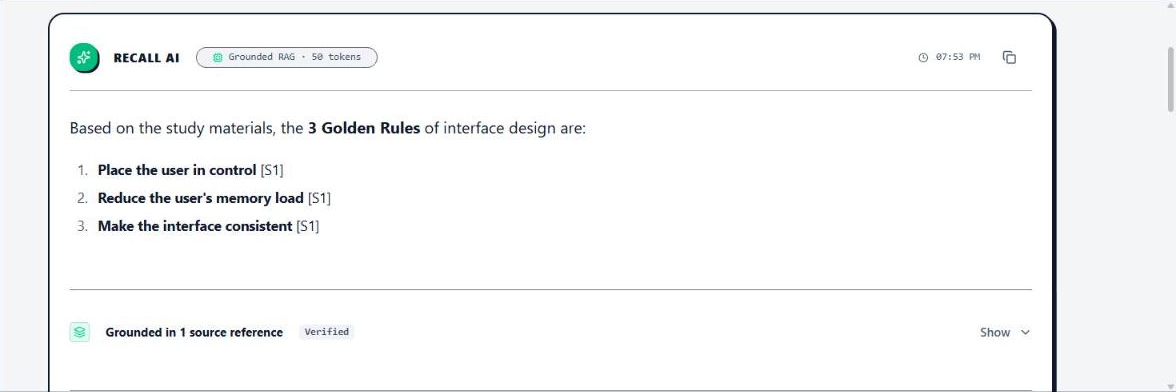 RECALL AI
Grounded RAG · 50 tokens
07:53 PM
Based on the study materials, the 3 Golden Rules of interface design are:
1. Place the user in control [S1]
2. Reduce the user's memory load [S1]
3. Make the interface consistent [S1]
Grounded in 1 source reference
Verified
Show